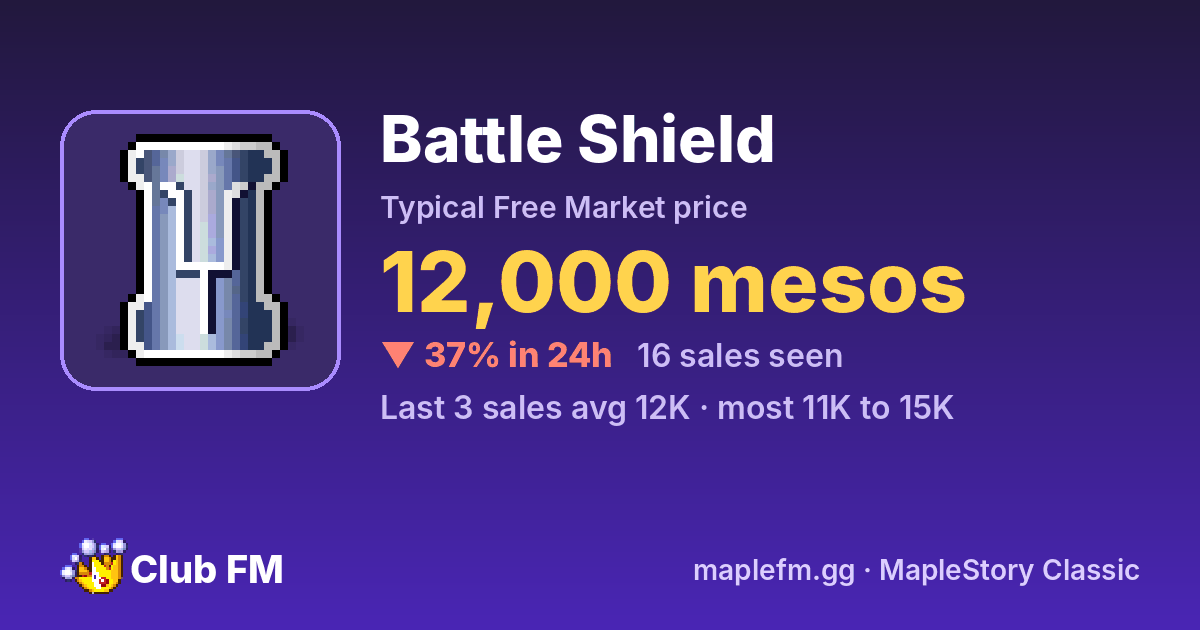 Battle Shield
Typical Free Market price
12,000 mesos
▼ 37% in 24h 16 sales seen
Last 3 sales avg 12K · most 11K to 15K
Club FM
maplefm.gg · MapleStory Classic